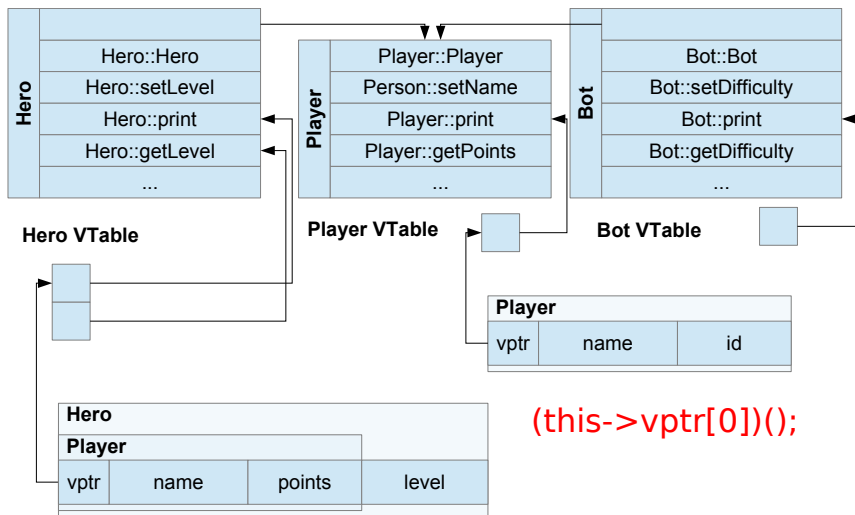 Hero
Hero::Hero
Hero::setLevel
Hero::print
Hero::getLevel
...
Player
Player::Player
Person::setName
Player::print
Player::getPoints
...
Bot
Bot::Bot
Bot::setDifficulty
Bot::print
Bot::getDifficulty
...
Hero VTable
Player VTable
Bot VTable
Player
vptr name id
(this->vptr[0])();
Hero
Player
vptr name points level